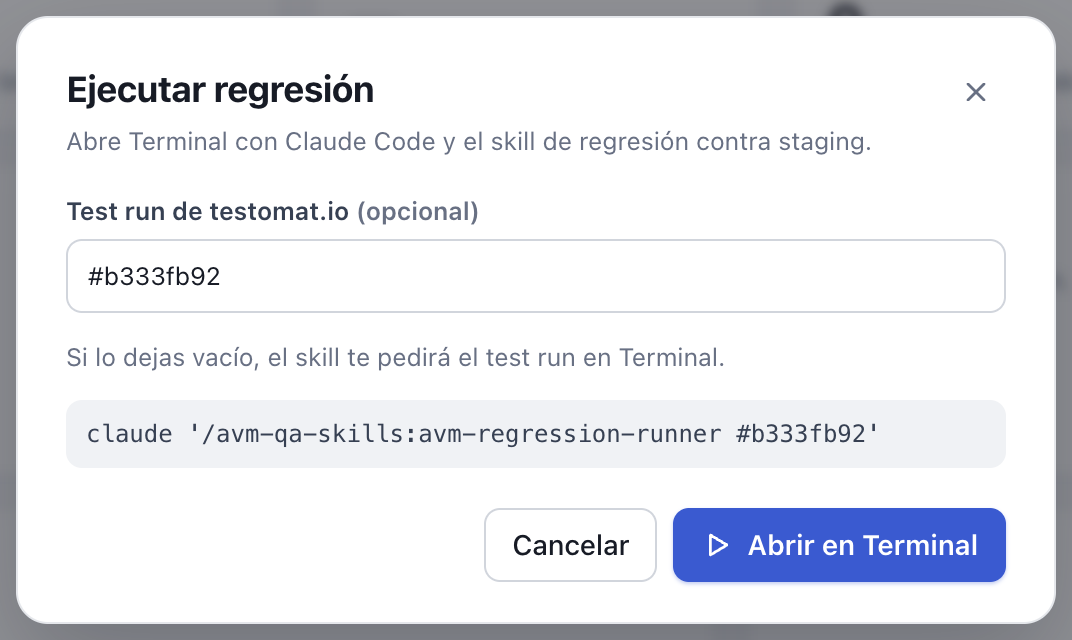 Ejecutar regresión
Abre Terminal con Claude Code y el skill de regresión contra staging.
Test run de testomat.io (opcional)
#b333fb92
Si lo dejas vacío, el skill te pedirá el test run en Terminal.
claude '/avm-qa-skills:avm-regression-runner #b333fb92'
Cancelar
Abrir en Terminal